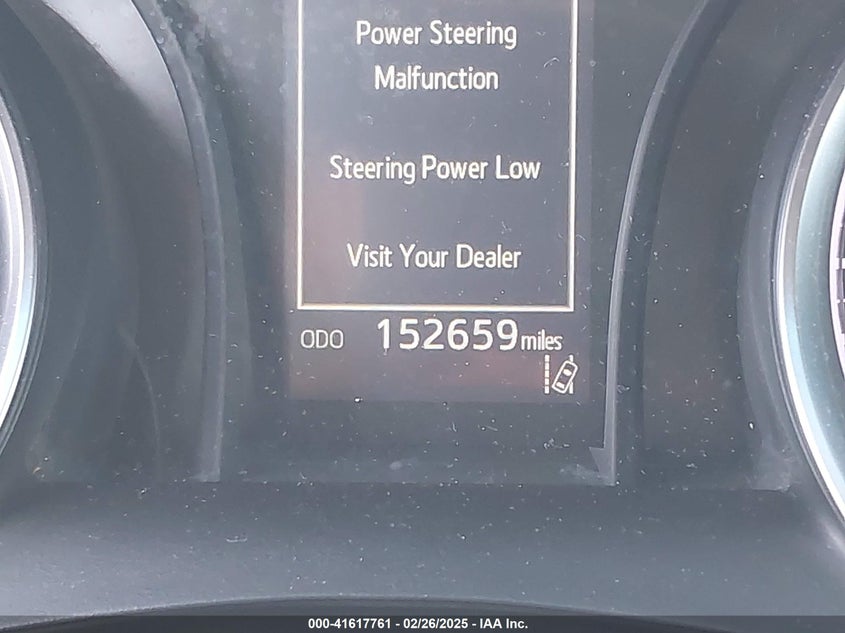 Power Steering
Malfunction
Steering Power Low
Visit Your Dealer
ODO 152659 miles
000-41617761 - 02/26/2025 - IAA Inc.